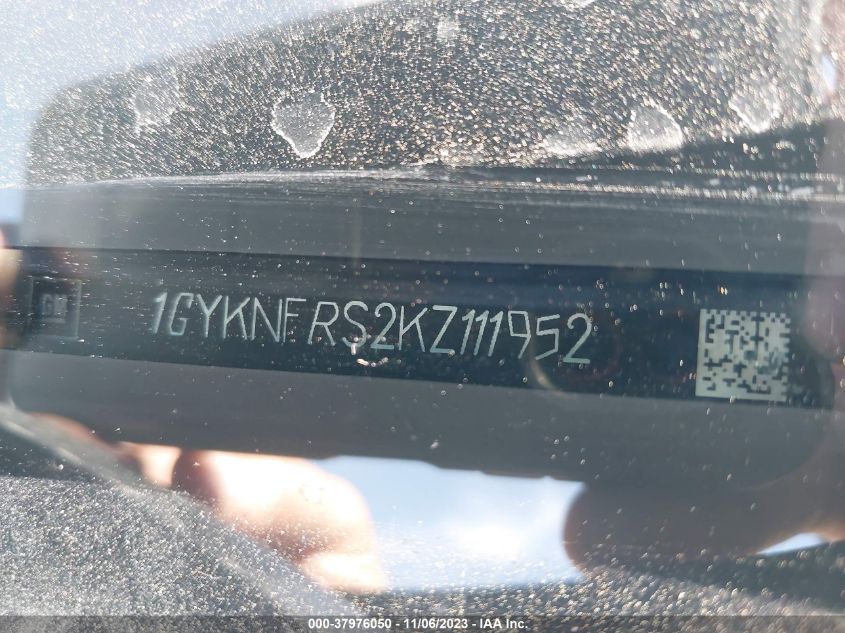 GM
1GYKNFRS2KZ111952
000-37976050 - 11/06/2023 - IAA Inc.